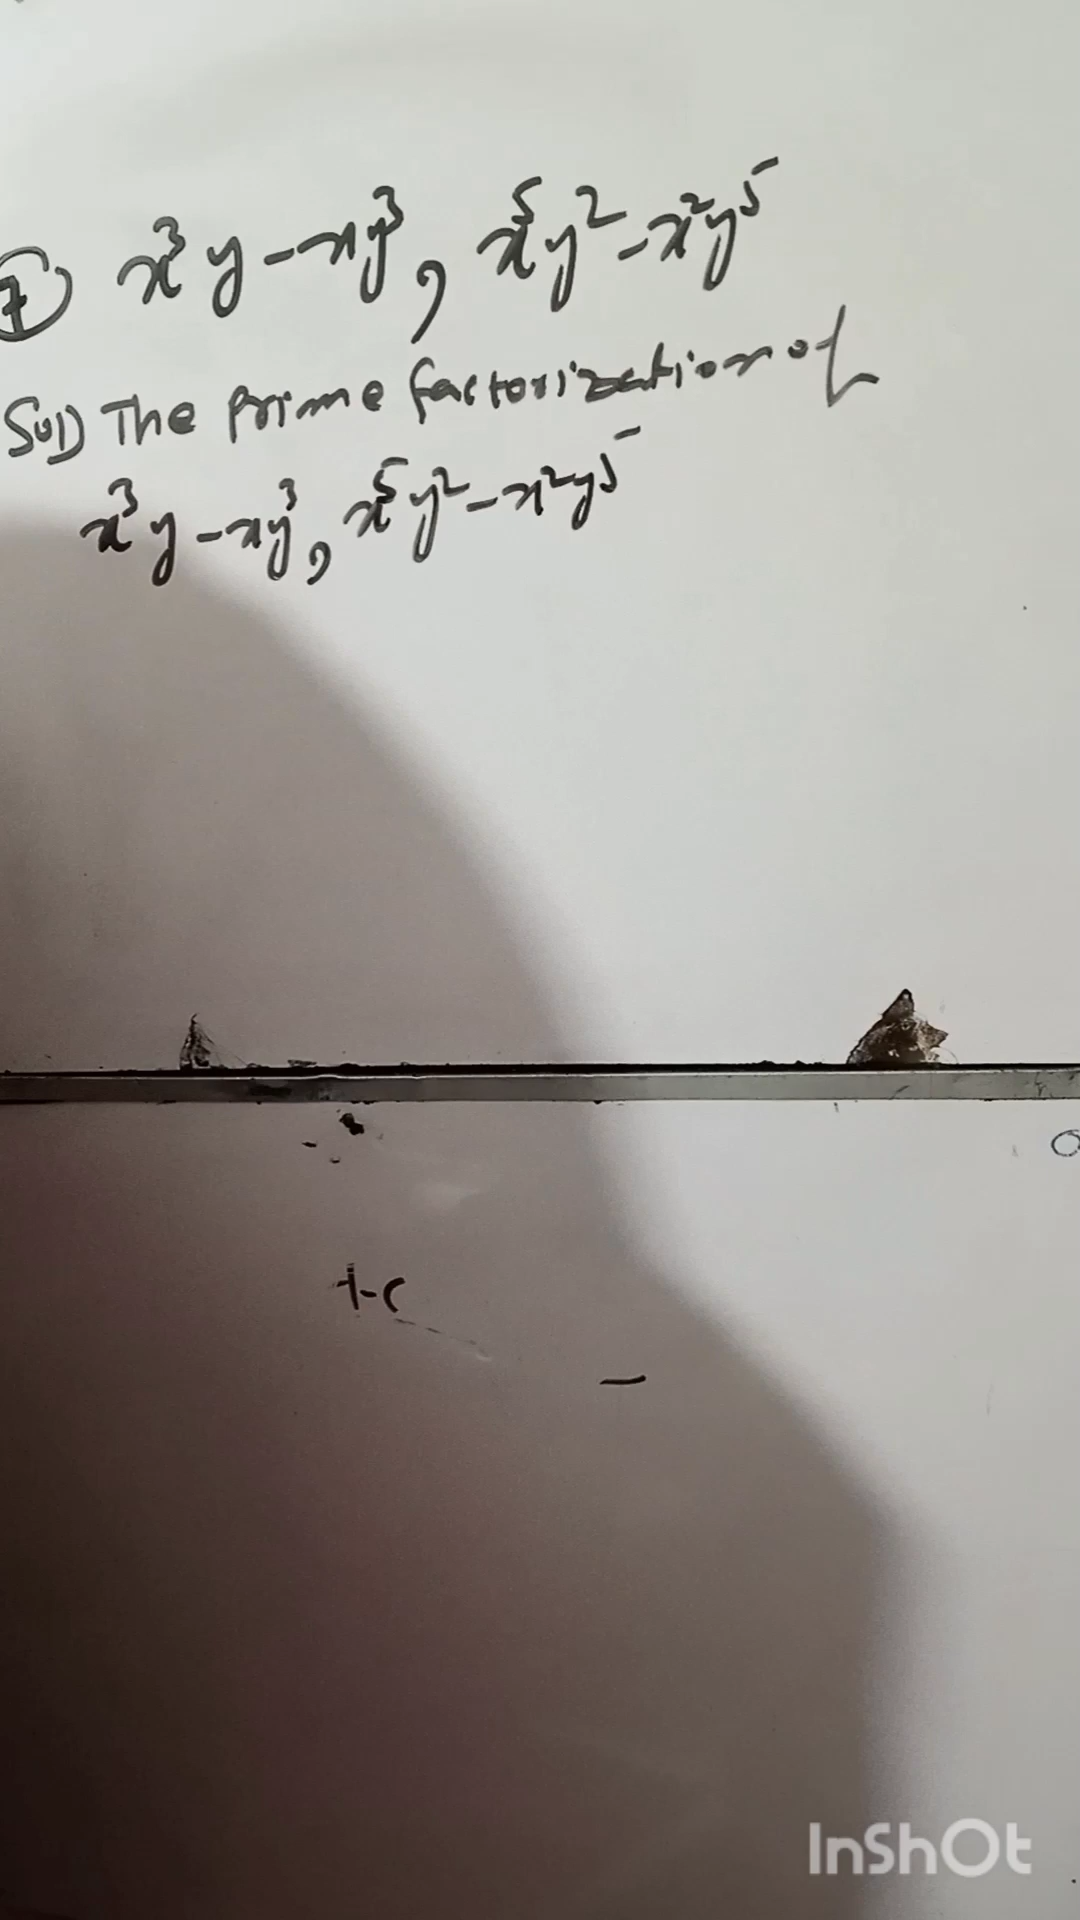 ⑦ x³y-xy³, x⁵y²-x²y⁵
Sol) The Prime factorization of
x³y-xy³, x⁵y²-x²y⁵
InShOt